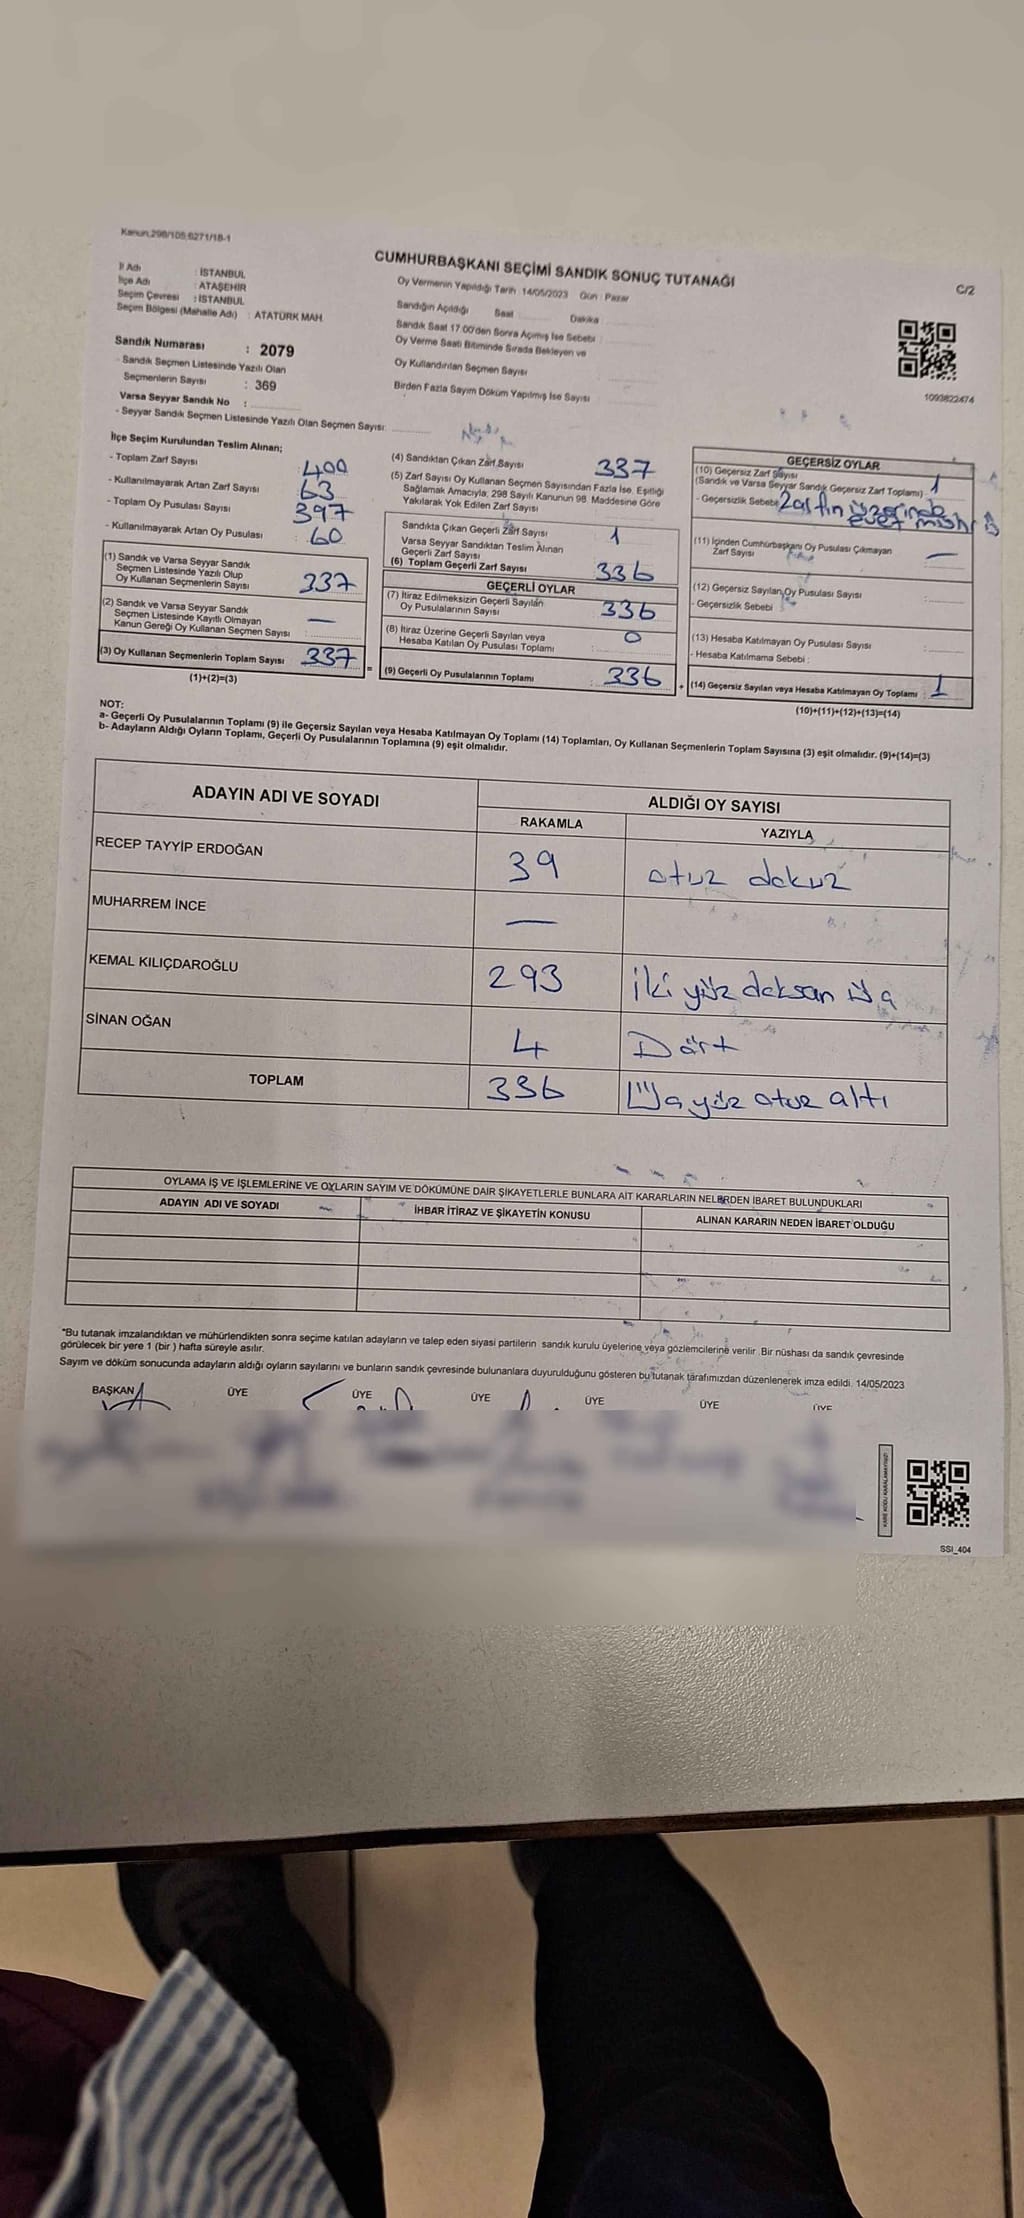 Kanun;298/105;6271/18-1
CUMHURBAŞKANI SEÇİMİ SANDIK SONUÇ TUTANAĞI
C/2
İl Adı : İSTANBUL
İlçe Adı : ATAŞEHİR
Seçim Çevresi : İSTANBUL
Seçim Bölgesi (Mahalle Adı) : ATATÜRK MAH.
Oy Vermenin Yapıldığı Tarih : 14/05/2023 Gün : Pazar
Sandığın Açıldığı Saat Dakika
Sandık Saat 17:00'den Sonra Açımış İse Sebebi :
Oy Verme Saati Bitiminde Sırada Bekleyen ve
Oy Kullandırılan Seçmen Sayısı
Birden Fazla Sayım Döküm Yapılmış İse Sayısı
1093822474
Sandık Numarası : 2079
- Sandık Seçmen Listesinde Yazılı Olan
Seçmenlerin Sayısı : 369
Varsa Seyyar Sandık No :
- Seyyar Sandık Seçmen Listesinde Yazılı Olan Seçmen Sayısı:
İlçe Seçim Kurulundan Teslim Alınan;
- Toplam Zarf Sayısı 400
- Kullanılmayarak Artan Zarf Sayısı 63
- Toplam Oy Pusulası Sayısı 397
- Kullanılmayarak Artan Oy Pusulası : 60
(1) Sandık ve Varsa Seyyar Sandık
Seçmen Listesinde Yazılı Olup
Oy Kullanan Seçmenlerin Sayısı 337
(2) Sandık ve Varsa Seyyar Sandık
Seçmen Listesinde Kayıtlı Olmayan
Kanun Gereği Oy Kullanan Seçmen Sayısı : —
(3) Oy Kullanan Seçmenlerin Toplam Sayısı 337
(1)+(2)=(3)
=
(4) Sandıktan Çıkan Zarf Sayısı 337
(5) Zarf Sayısı Oy Kullanan Seçmen Sayısından Fazla İse, Eşitliği
Sağlamak Amacıyla; 298 Sayılı Kanunun 98. Maddesine Göre
Yakılarak Yok Edilen Zarf Sayısı
Sandıkta Çıkan Geçerli Zarf Sayısı 1
Varsa Seyyar Sandıktan Teslim Alınan
Geçerli Zarf Sayısı
(6) Toplam Geçerli Zarf Sayısı 336
GEÇERLİ OYLAR
(7) İtiraz Edilmeksizin Geçerli Sayılan
Oy Pusulalarının Sayısı 336
(8) İtiraz Üzerine Geçerli Sayılan veya
Hesaba Katılan Oy Pusulası Toplamı : 0
(9) Geçerli Oy Pusulalarının Toplamı : 336
+
GEÇERSİZ OYLAR
(10) Geçersiz Zarf Sayısı
(Sandık ve Varsa Seyyar Sandık Geçersiz Zarf Toplamı) : 1
- Geçersizlik Sebebi: Zarfın üzerinde
evet mührü
(11) İçinden Cumhurbaşkanı Oy Pusulası Çıkmayan
Zarf Sayısı —
(12) Geçersiz Sayılan Oy Pusulası Sayısı :
- Geçersizlik Sebebi :
(13) Hesaba Katılmayan Oy Pusulası Sayısı :
- Hesaba Katılmama Sebebi :
(14) Geçersiz Sayılan veya Hesaba Katılmayan Oy Toplamı : 1
(10)+(11)+(12)+(13)=(14)
NOT:
a- Geçerli Oy Pusulalarının Toplamı (9) ile Geçersiz Sayılan veya Hesaba Katılmayan Oy Toplamı (14) Toplamları, Oy Kullanan Seçmenlerin Toplam Sayısına (3) eşit olmalıdır. (9)+(14)=(3)
b- Adayların Aldığı Oyların Toplamı, Geçerli Oy Pusulalarının Toplamına (9) eşit olmalıdır.
ADAYIN ADI VE SOYADI ALDIĞI OY SAYISI
RAKAMLA YAZIYLA
RECEP TAYYİP ERDOĞAN 39 otuz dokuz
MUHARREM İNCE —
KEMAL KILIÇDAROĞLU 293 iki yüz doksan üç
SİNAN OĞAN 4 Dört
TOPLAM 336 Üç yüz otuz altı
OYLAMA İŞ VE İŞLEMLERİNE VE OYLARIN SAYIM VE DÖKÜMÜNE DAİR ŞİKAYETLERLE BUNLARA AİT KARARLARIN NELERDEN İBARET BULUNDUKLARI
ADAYIN ADI VE SOYADI İHBAR İTİRAZ VE ŞİKAYETİN KONUSU ALINAN KARARIN NEDEN İBARET OLDUĞU
*Bu tutanak imzalandıktan ve mühürlendikten sonra seçime katılan adayların ve talep eden siyasi partilerin sandık kurulu üyelerine veya gözlemcilerine verilir. Bir nüshası da sandık çevresinde
görülecek bir yere 1 (bir ) hafta süreyle asılır.
Sayım ve döküm sonucunda adayların aldığı oyların sayılarını ve bunların sandık çevresinde bulunanlara duyurulduğunu gösteren bu tutanak tarafımızdan düzenlenerek imza edildi. 14/05/2023
BAŞKAN ÜYE ÜYE ÜYE ÜYE ÜYE ÜYE
KARE KODU KARALAMAYINIZ!
SSI_404